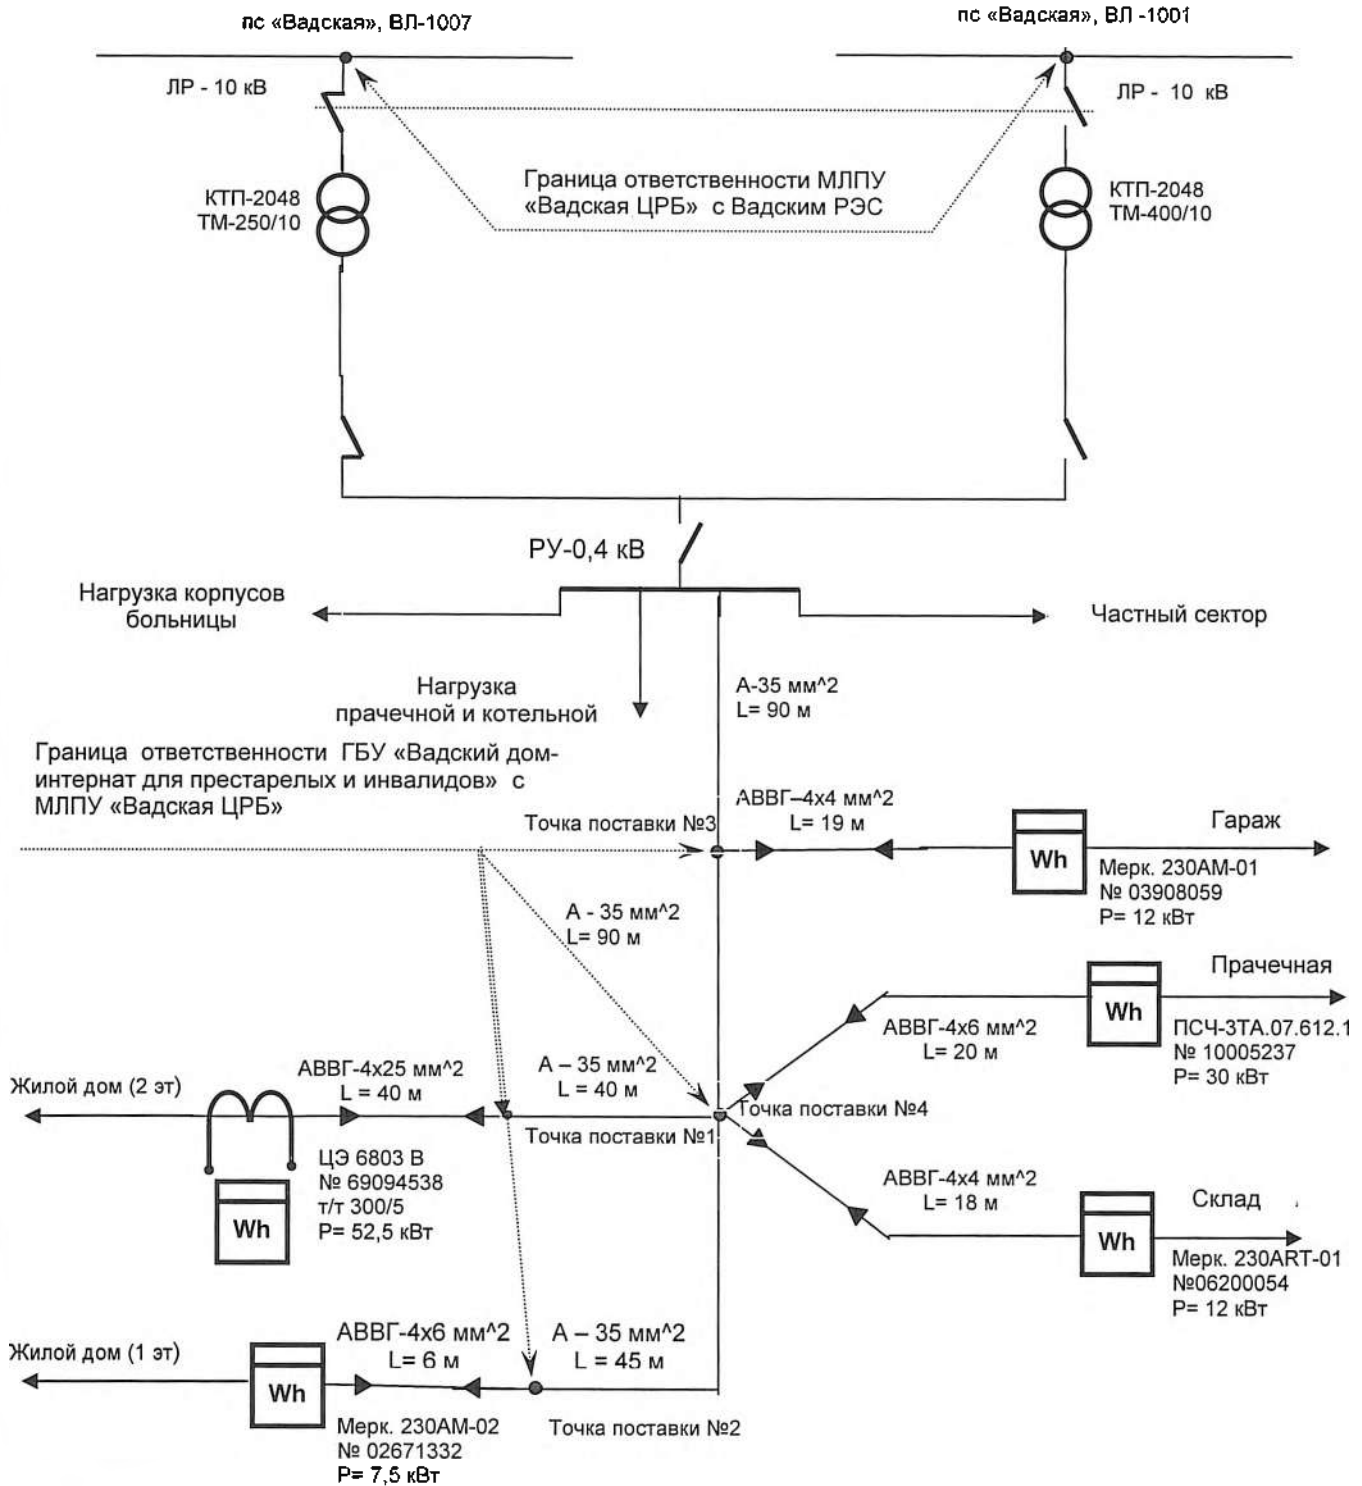 пс «Вадская», ВЛ-1007
пс «Вадская», ВЛ -1001
ЛР - 10 кВ
ЛР - 10 кВ
КТП-2048
ТМ-250/10
Граница ответственности МЛПУ
«Вадская ЦРБ» с Вадским РЭС
КТП-2048
ТМ-400/10
РУ-0,4 кВ
Нагрузка корпусов
больницы
Частный сектор
Нагрузка
прачечной и котельной
А-35 мм^2
L= 90 м
Граница ответственности ГБУ «Вадский дом-
интернат для престарелых и инвалидов» с
МЛПУ «Вадская ЦРБ»
Точка поставки №3
АВВГ–4х4 мм^2
L= 19 м
Гараж
Wh
Мерк. 230АМ-01
№ 03908059
Р= 12 кВт
А - 35 мм^2
L= 90 м
Прачечная
Wh
АВВГ-4х6 мм^2
L= 20 м
ПСЧ-3ТА.07.612.1
№ 10005237
Р= 30 кВт
Жилой дом (2 эт)
АВВГ-4х25 мм^2
L = 40 м
А – 35 мм^2
L = 40 м
Точка поставки №4
Точка поставки №1
ЦЭ 6803 В
№ 69094538
т/т 300/5
Р= 52,5 кВт
Wh
АВВГ-4х4 мм^2
L= 18 м
Склад
Wh
Мерк. 230ART-01
№06200054
Р= 12 кВт
Жилой дом (1 эт)
АВВГ-4х6 мм^2
L= 6 м
А – 35 мм^2
L = 45 м
Wh
Мерк. 230АМ-02
№ 02671332
Р= 7,5 кВт
Точка поставки №2